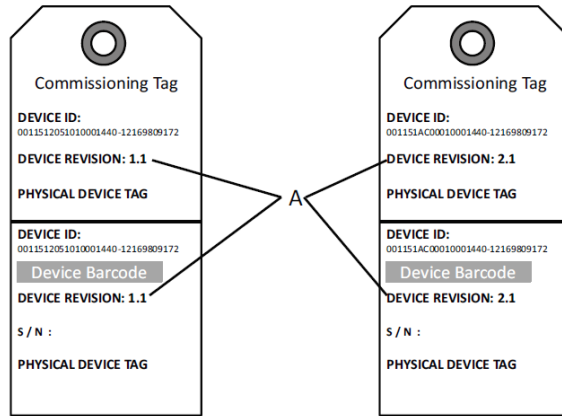 Commissioning Tag
DEVICE ID:
0011512051010001440-12169809172
DEVICE REVISION: 1.1
PHYSICAL DEVICE TAG
DEVICE ID:
0011512051010001440-12169809172
Device Barcode
DEVICE REVISION: 1.1
S / N :
PHYSICAL DEVICE TAG
A
Commissioning Tag
DEVICE ID:
001151AC00010001440-12169809172
DEVICE REVISION: 2.1
PHYSICAL DEVICE TAG
DEVICE ID:
001151AC00010001440-12169809172
Device Barcode
DEVICE REVISION: 2.1
S / N :
PHYSICAL DEVICE TAG